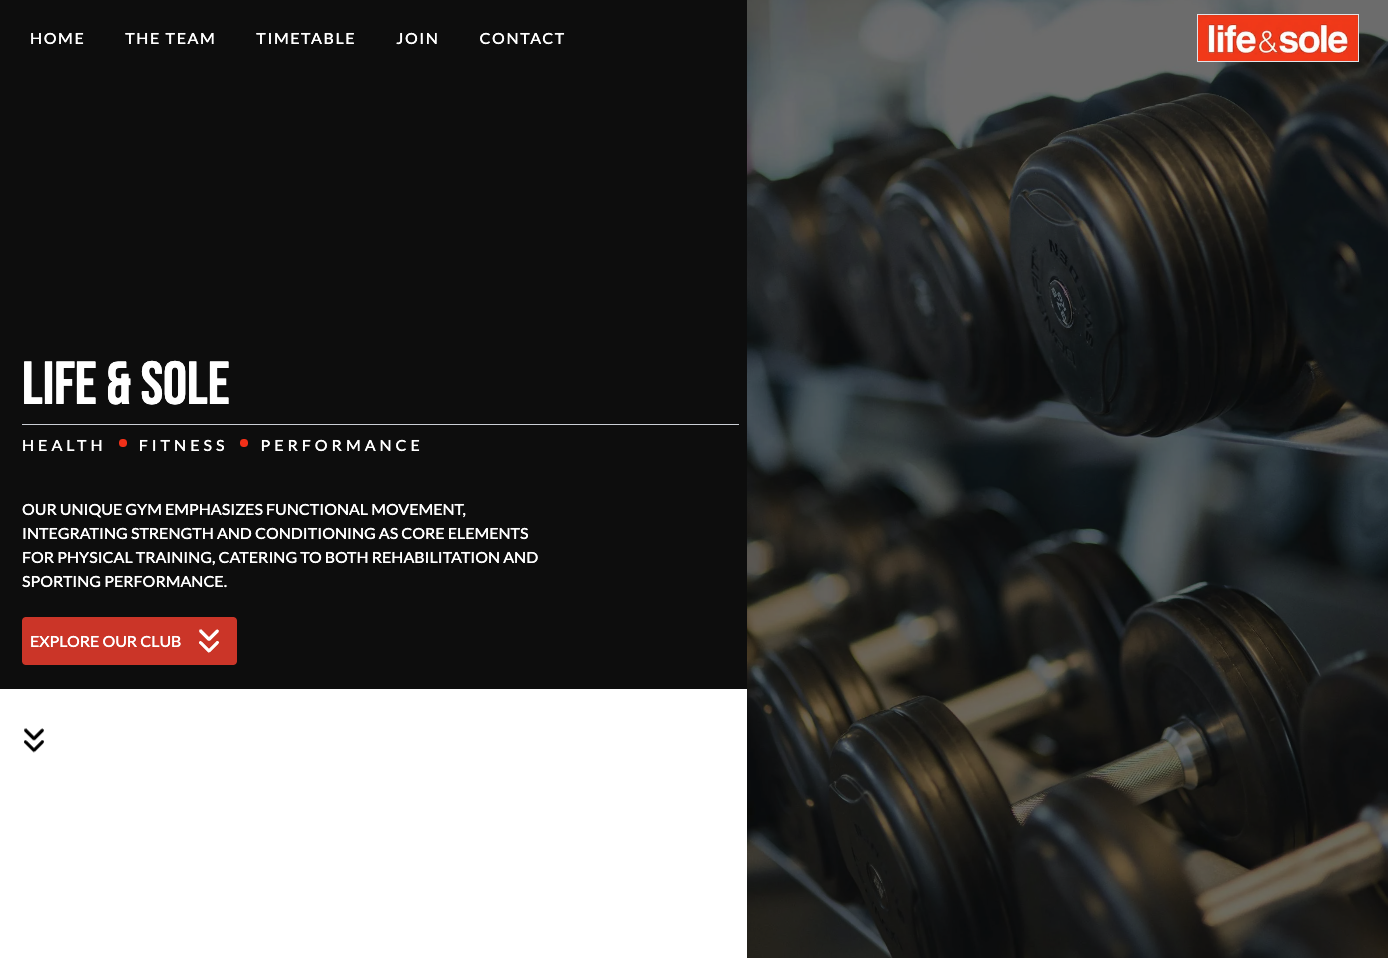 HOME THE TEAM TIMETABLE JOIN CONTACT
life&sole
LIFE & SOLE
HEALTH • FITNESS • PERFORMANCE
OUR UNIQUE GYM EMPHASIZES FUNCTIONAL MOVEMENT,
INTEGRATING STRENGTH AND CONDITIONING AS CORE ELEMENTS
FOR PHYSICAL TRAINING, CATERING TO BOTH REHABILITATION AND
SPORTING PERFORMANCE.
EXPLORE OUR CLUB